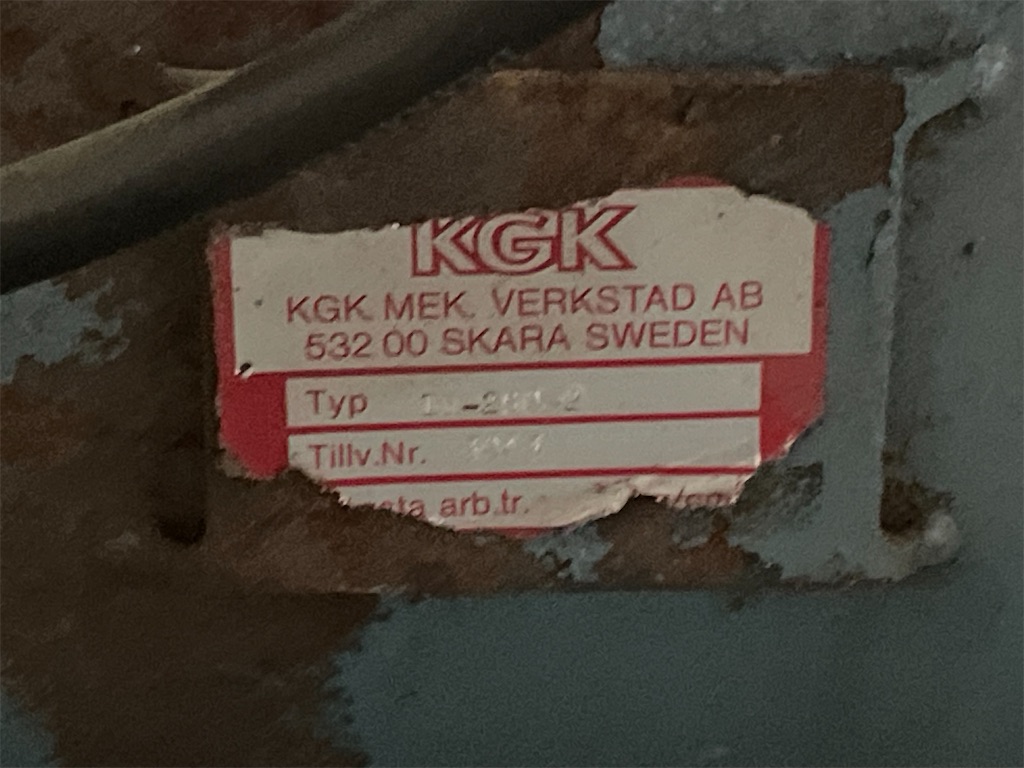 KGK
KGK MEK. VERKSTAD AB
532 00 SKARA SWEDEN
Typ
Tillv.Nr.
arb.tr.